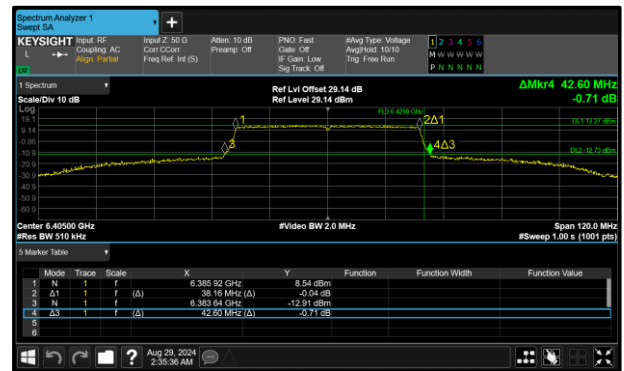 Spectrum Analyzer 1
Swept SA
KEYSIGHT
L
Input: RF
Coupling: AC
Align: Partial
Input Z: 50 Ω
Corr CCorr
Freq Ref: Int (S)
Atten: 10 dB
Preamp: Off
PNO: Fast
Gate: Off
IF Gain: Low
Sig Track: Off
#Avg Type: Voltage
Avg|Hold: 10/10
Trig: Free Run
1 2 3 4 5 6
M W W W W W
P N N N N N
1 Spectrum
Scale/Div 10 dB
Ref Lvl Offset 29.14 dB
Ref Level 29.14 dBm
ΔMkr4 42.60 MHz
-0.71 dB
Log
19.1
9.14
-0.86
-10.9
-20.9
-30.9
-40.9
-50.9
-60.9
1
2Δ1
3
4Δ3
DL1 13.27 dBm
DL2 -12.73 dBm
Center 6.40500 GHz
#Res BW 510 kHz
#Video BW 2.0 MHz
Span 120.0 MHz
#Sweep 1.00 s (1001 pts)
5 Marker Table
Mode Trace Scale X Y Function Function Width Function Value
1 N 1 f 6.385 92 GHz 8.54 dBm
2 Δ1 1 f (Δ) 38.16 MHz (Δ) -0.04 dB
3 N 1 f 6.383 64 GHz -12.91 dBm
4 Δ3 1 f (Δ) 42.60 MHz (Δ) -0.71 dB
5
6
?
Aug 29, 2024
2:35:36 AM